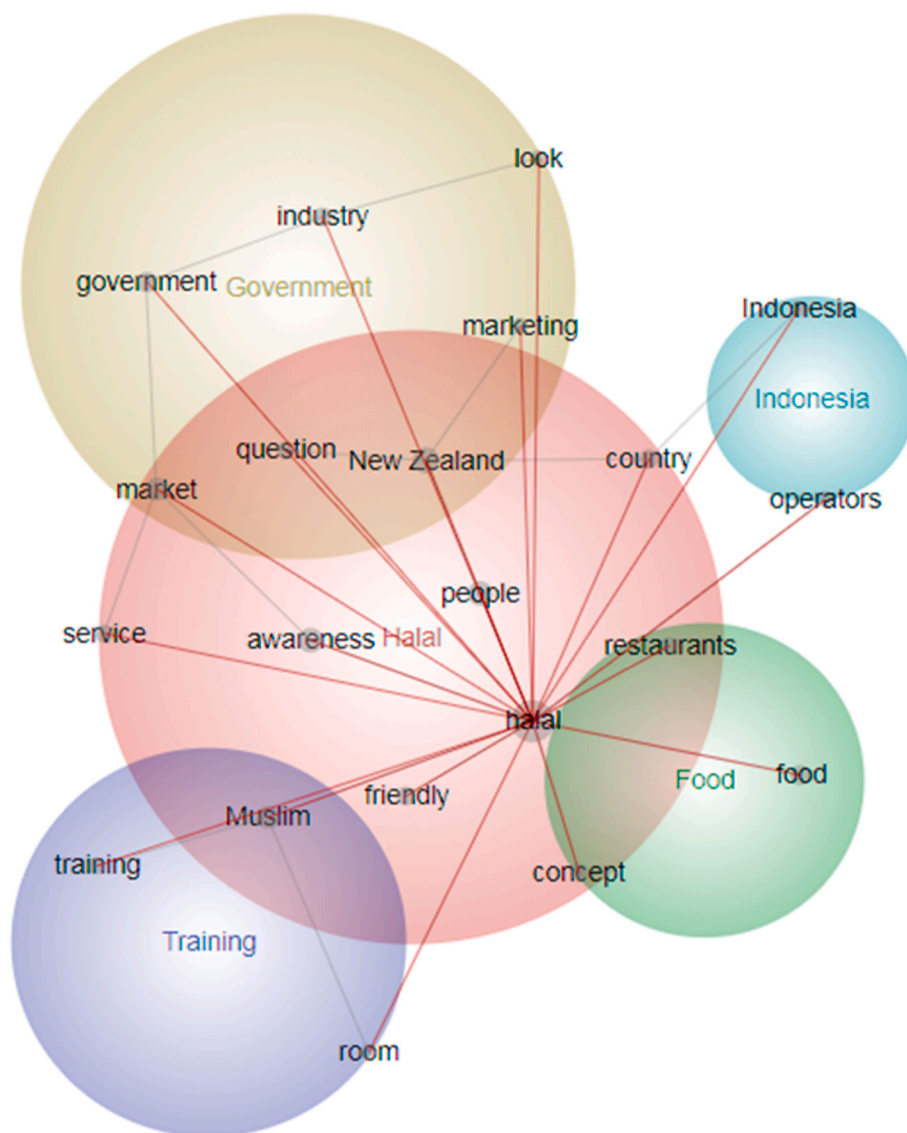 look
industry
government
Government
marketing
Indonesia
Indonesia
question
New Zealand
country
market
operators
people
service
awareness
Halal
restaurants
halal
food
Food
friendly
Muslim
training
concept
Training
room